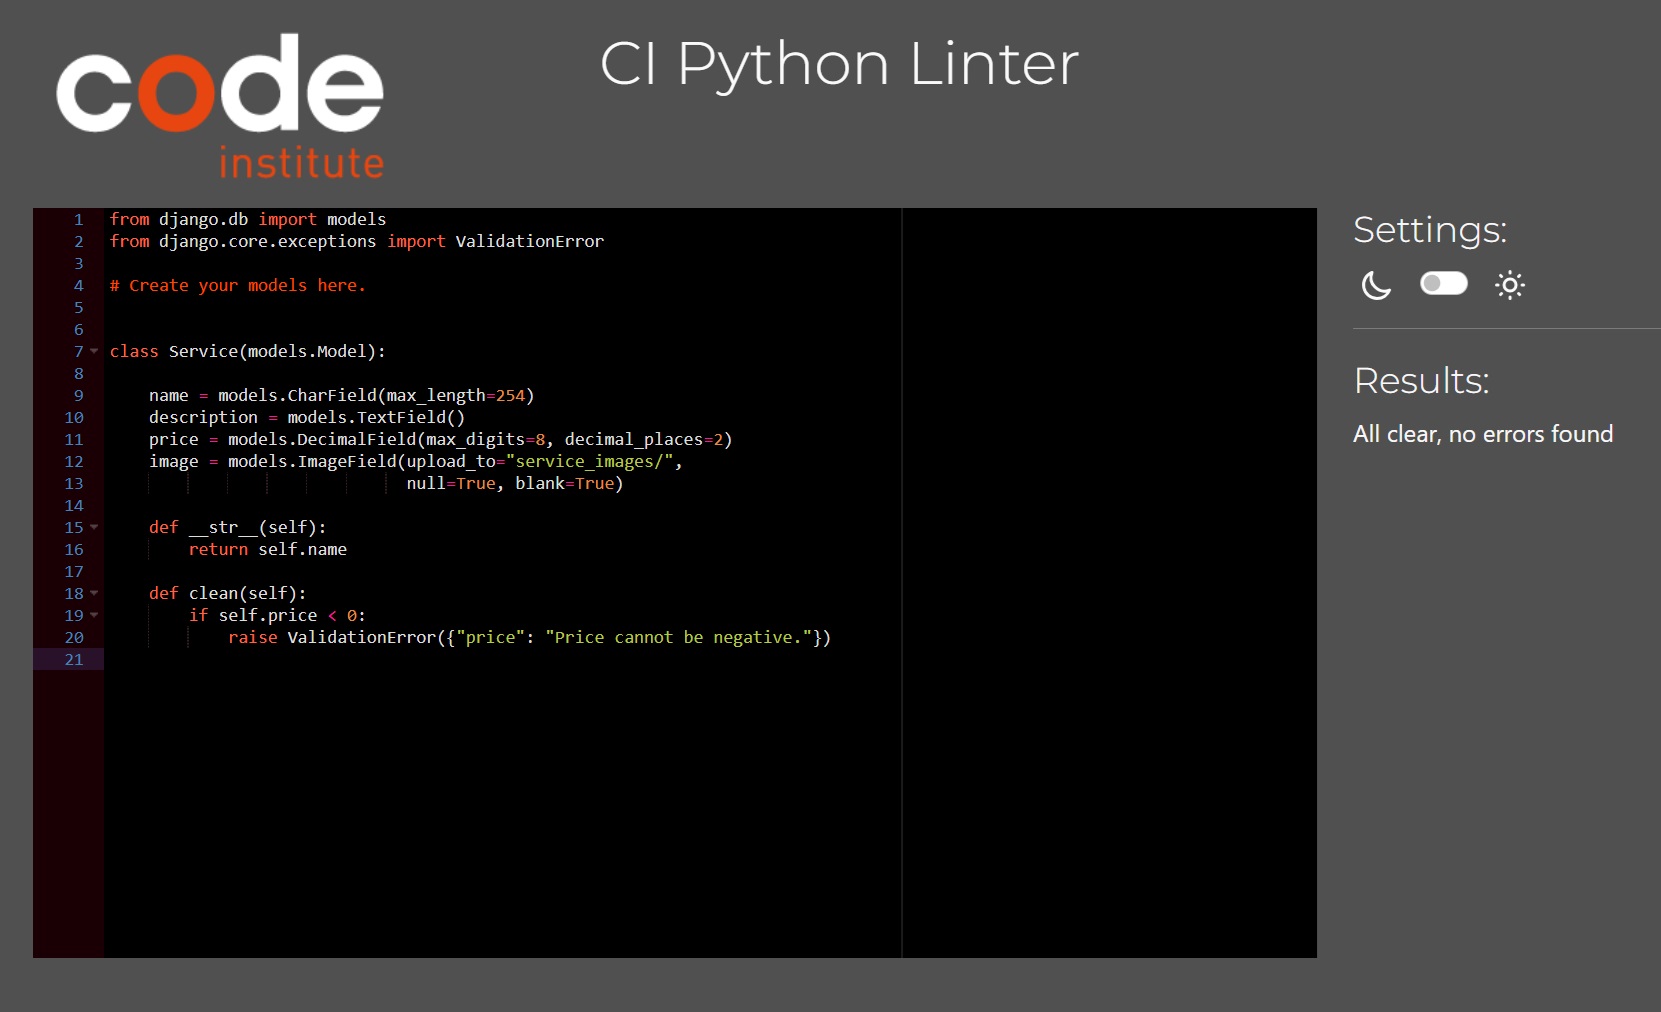 code
institute
CI Python Linter
1 from django.db import models
2 from django.core.exceptions import ValidationError
3
4 # Create your models here.
5
6
7 class Service(models.Model):
8
9     name = models.CharField(max_length=254)
10     description = models.TextField()
11     price = models.DecimalField(max_digits=8, decimal_places=2)
12     image = models.ImageField(upload_to="service_images/",
13                               null=True, blank=True)
14
15     def __str__(self):
16         return self.name
17
18     def clean(self):
19         if self.price < 0:
20             raise ValidationError({"price": "Price cannot be negative."})
21
Settings:
Results:
All clear, no errors found